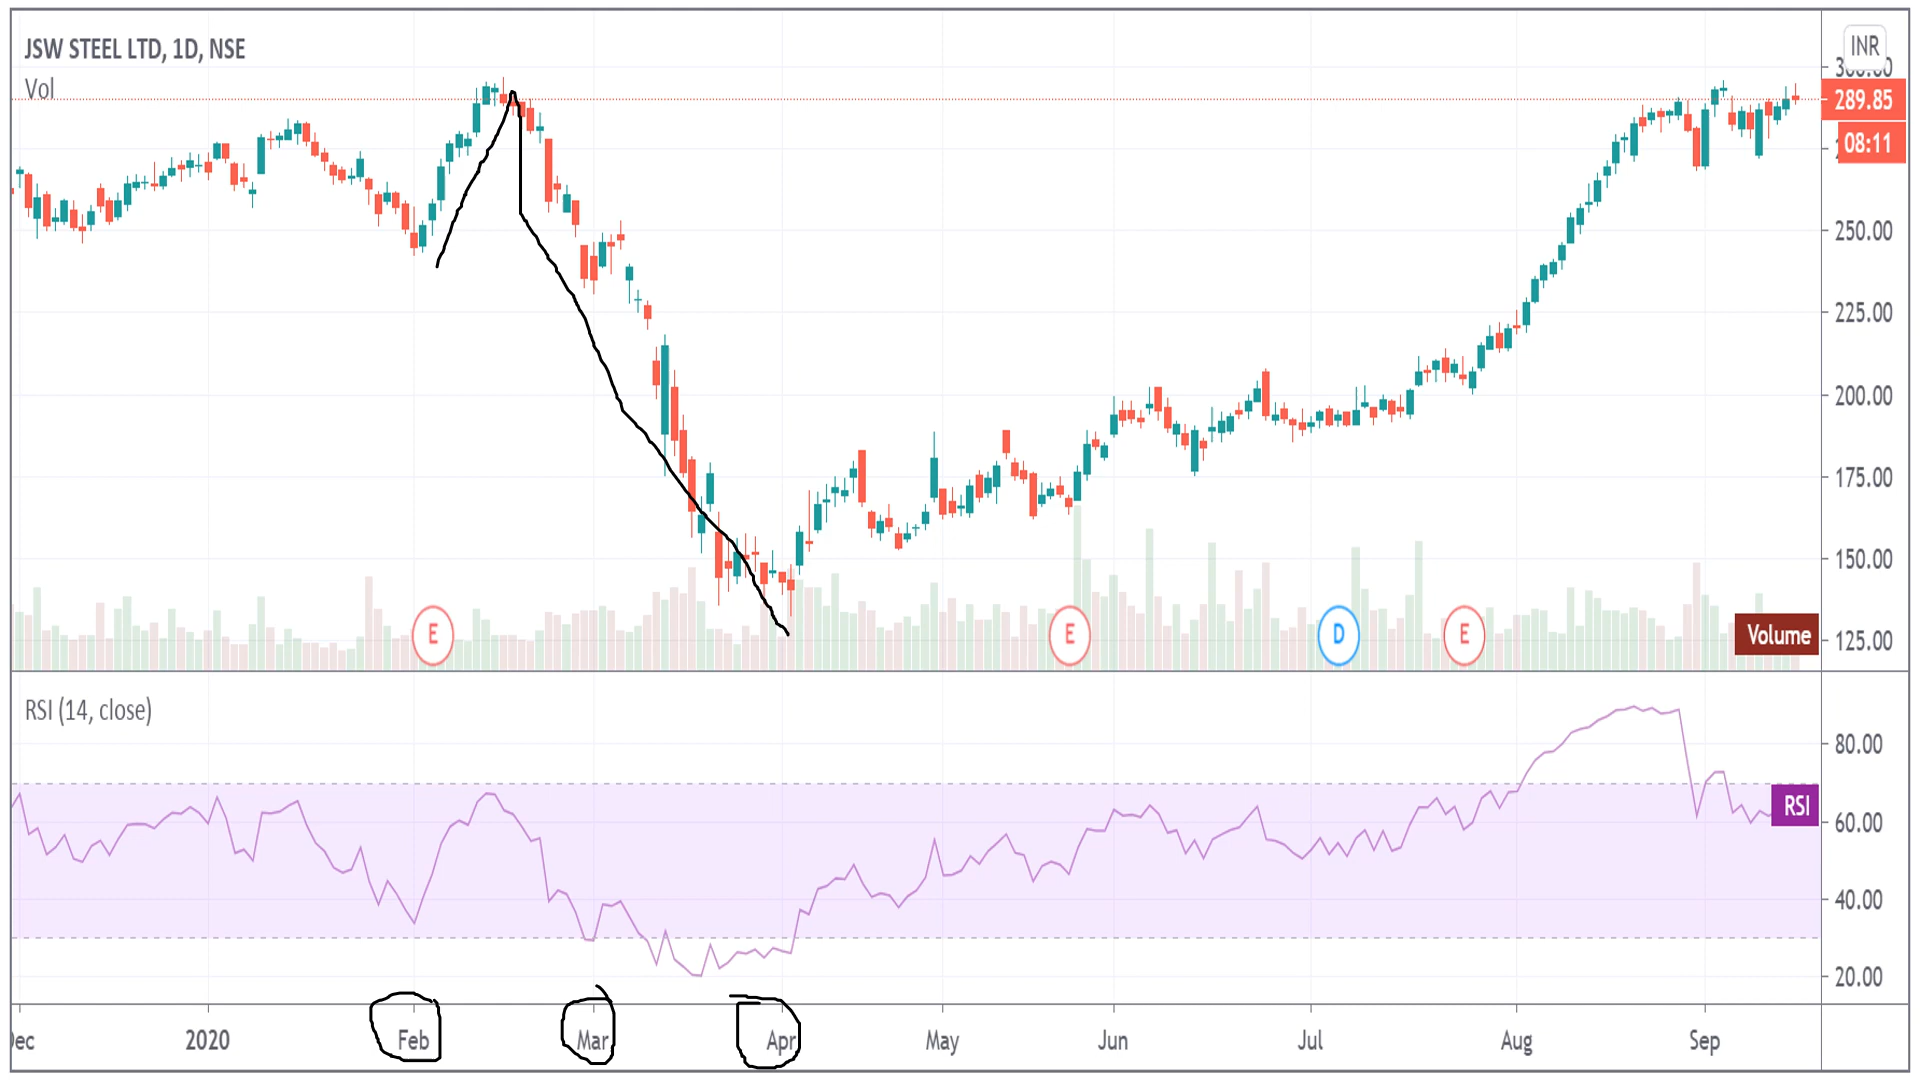 JSW STEEL LTD, 1D, NSE
INR
Vol
300.00
289.85
08:11
250.00
225.00
200.00
175.00
150.00
E
E
D
E
Volume
125.00
RSI (14, close)
80.00
RSI
60.00
40.00
20.00
2020
Feb
Mar
Apr
May
Jun
Jul
Aug
Sep